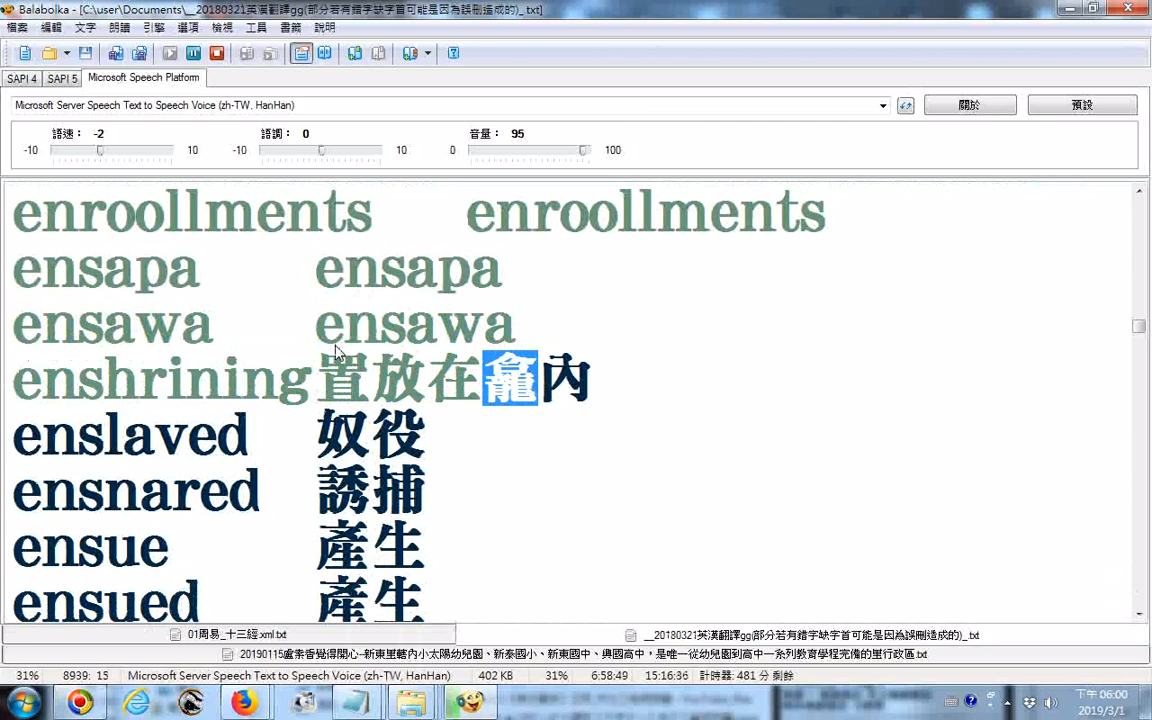 Balabolka - [C:\user\Documents\__20180321英漢翻譯gg(部分若有錯字缺字首可能是因為誤刪造成的)_.txt]
檔案 編輯 文字 朗讀 引擎 選項 檢視 工具 書籤 說明
SAPI 4 SAPI 5 Microsoft Speech Platform
Microsoft Server Speech Text to Speech Voice (zh-TW, HanHan) 關於 預設
語速： -2 語調： 0 音量： 95
-10 10 -10 10 0 100
enroollments enroollments
ensapa ensapa
ensawa ensawa
enshrining 置放在龕內
enslaved 奴役
ensnared 誘捕
ensue 產生
ensued 產生
01周易_十三經.xml.txt __20180321英漢翻譯gg(部分若有錯字缺字首可能是因為誤刪造成的)_.txt
20190115盧素香覺得開心-新東里轄內小太陽幼兒園、新泰國小、新東國中、興國高中，是唯一從幼兒園到高中一系列教育學程完備的里行政區.txt
31% 8939: 15 Microsoft Server Speech Text to Speech Voice (zh-TW, HanHan) 402 KB 31% 6:58:49 15:16:36 計時器: 481 分 剩餘
下午 06:00
2019/3/1